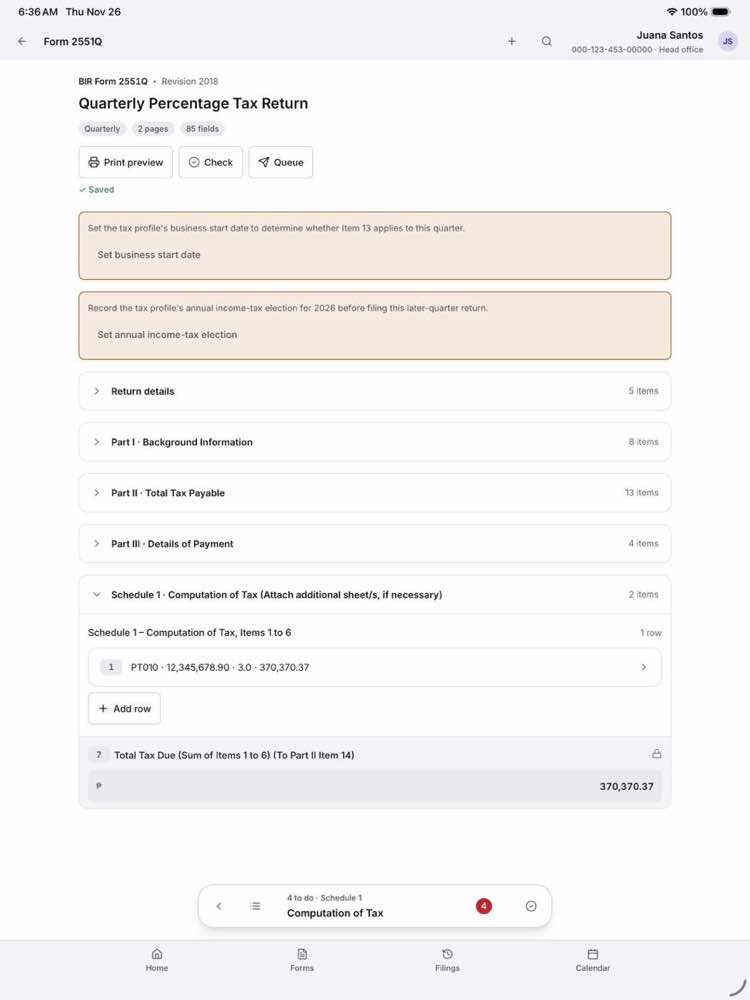 6:36 AM Thu Nov 26
100%
Form 2551Q
Juana Santos
000-123-453-00000 · Head office
JS
BIR Form 2551Q • Revision 2018
Quarterly Percentage Tax Return
Quarterly
2 pages
85 fields
Print preview
Check
Queue
✓ Saved
Set the tax profile's business start date to determine whether Item 13 applies to this quarter.
Set business start date
Record the tax profile's annual income-tax election for 2026 before filing this later-quarter return.
Set annual income-tax election
Return details
5 items
Part I · Background Information
8 items
Part II · Total Tax Payable
13 items
Part III · Details of Payment
4 items
Schedule 1 · Computation of Tax (Attach additional sheet/s, if necessary)
2 items
Schedule 1 – Computation of Tax, Items 1 to 6
1 row
1 PT010 · 12,345,678.90 · 3.0 · 370,370.37
+ Add row
7 Total Tax Due (Sum of Items 1 to 6) (To Part II Item 14)
₱ 370,370.37
4 to do · Schedule 1
Computation of Tax
4
Home
Forms
Filings
Calendar